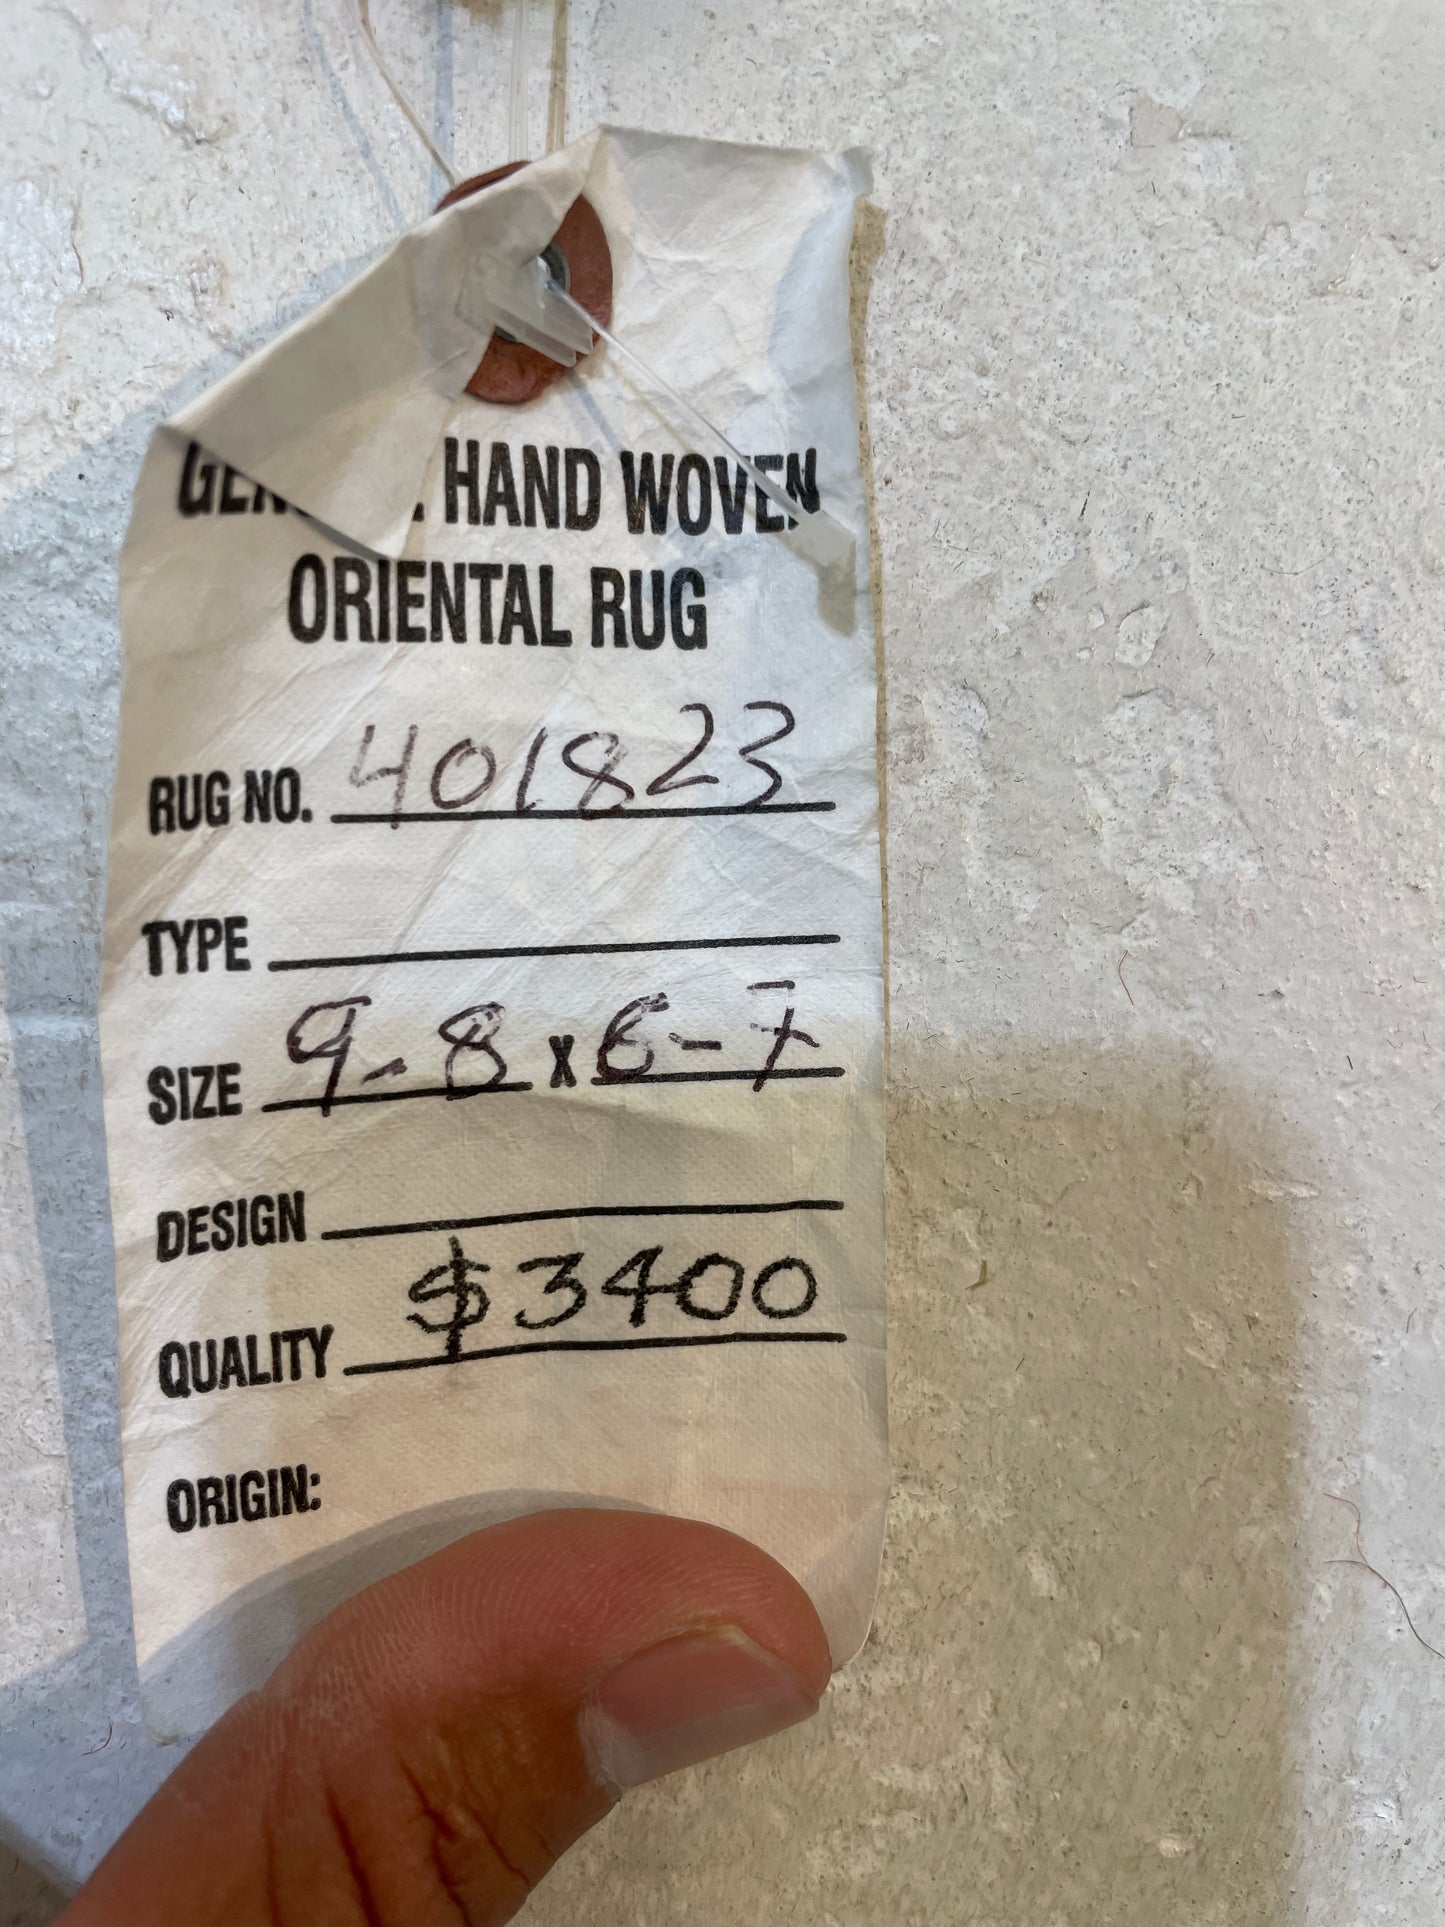 HAND WOVEN
ORIENTAL RUG
RUG NO. 401823
TYPE
SIZE 9-8 x 6-7
DESIGN
QUALITY $3400
ORIGIN: